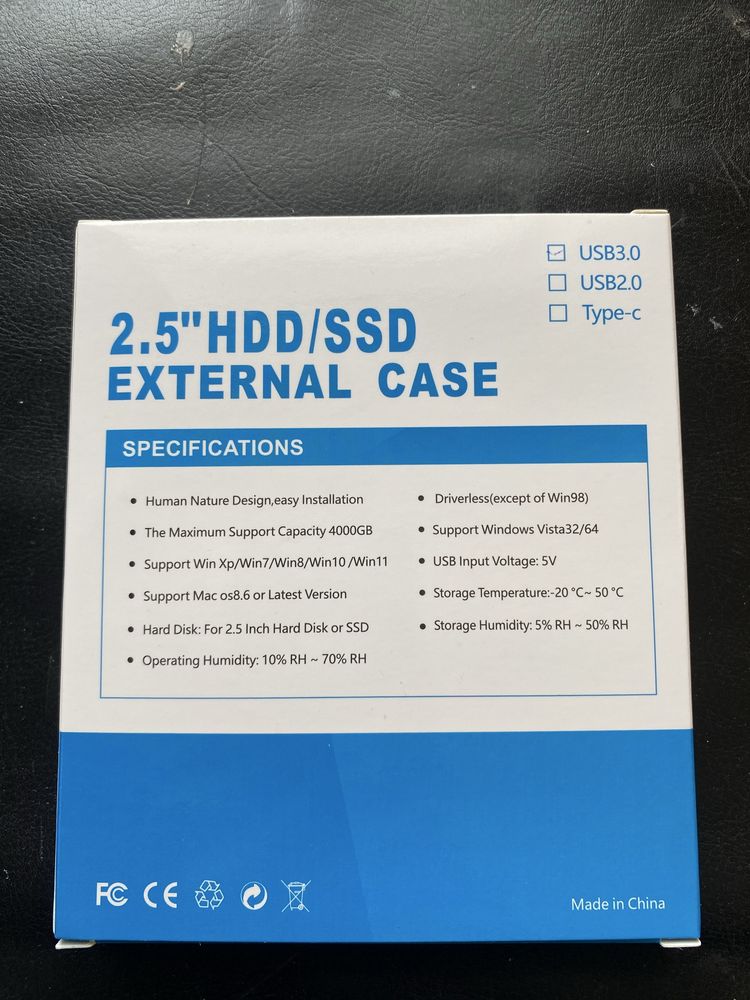 USB3.0
USB2.0
Type-c
2.5"HDD/SSD
EXTERNAL CASE
SPECIFICATIONS
Human Nature Design,easy Installation
The Maximum Support Capacity 4000GB
Support Win Xp/Win7/Win8/Win10 /Win11
Support Mac os8.6 or Latest Version
Hard Disk: For 2.5 Inch Hard Disk or SSD
Operating Humidity: 10% RH ~ 70% RH
Driverless(except of Win98)
Support Windows Vista32/64
USB Input Voltage: 5V
Storage Temperature:-20 °C~ 50 °C
Storage Humidity: 5% RH ~ 50% RH
FC CE
Made in China